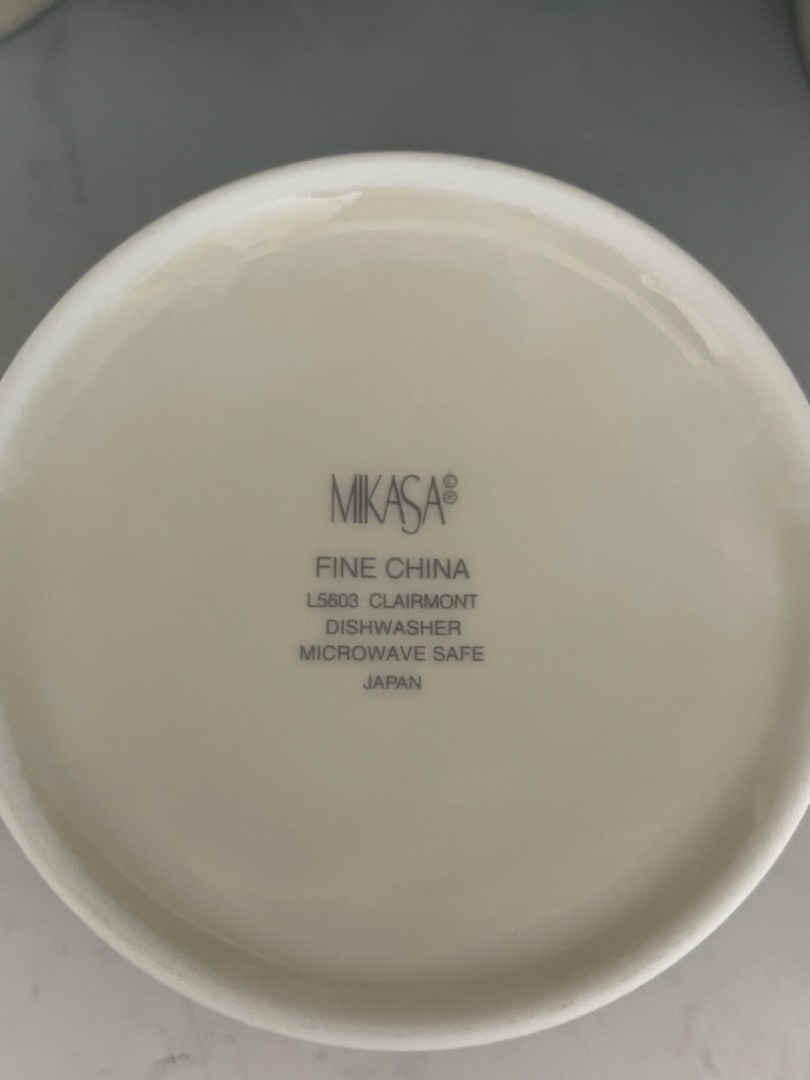 MIKASA©®
FINE CHINA
L5603 CLAIRMONT
DISHWASHER
MICROWAVE SAFE
JAPAN